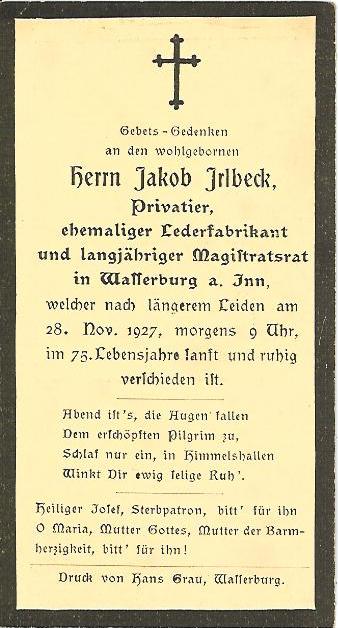 Gebets-Gedenken
an den wohlgebornen
Herrn Jakob Irlbeck,
Privatier,
ehemaliger Lederfabrikant
und langjähriger Magistratsrat
in Wasserburg a. Inn,
welcher nach längerem Leiden am
28. Nov. 1927, morgens 9 Uhr,
im 75. Lebensjahre sanft und ruhig
verschieden ist.
Abend ist's, die Augen fallen
Dem erschöpften Pilgrim zu,
Schlaf nur ein, in Himmelshallen
Winkt Dir ewig selige Ruh'.
Heiliger Josef, Sterbpatron, bitt' für ihn
O Maria, Mutter Gottes, Mutter der Barm-
herzigkeit, bitt' für ihn!
Druck von Hans Grau, Wasserburg.